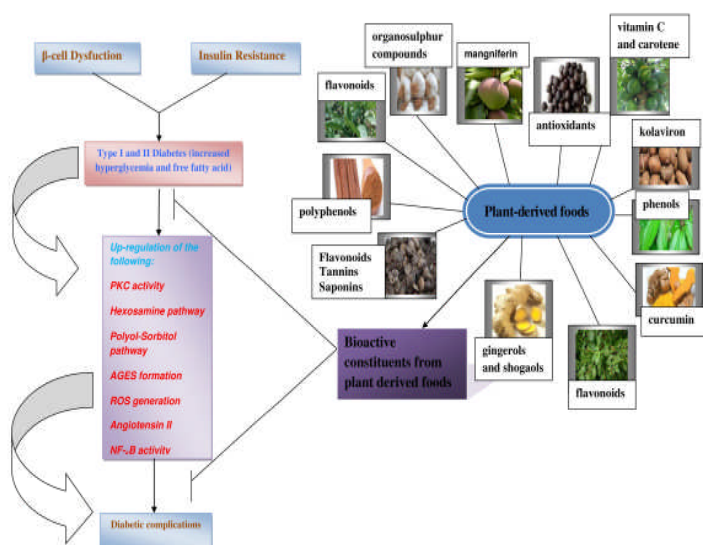 β-cell Dysfuction
Insulin Resistance
Type I and II Diabetes (increased
hyperglycemia and free fatty acid)
Up-regulation of the
following:
PKC activity
Hexosamine pathway
Polyol-Sorbitol
pathway
AGES formation
ROS generation
Angiotensin II
NF-κB activity
Diabetic complications
organosulphur
compounds
mangniferin
vitamin C
and carotene
flavonoids
antioxidants
kolaviron
polyphenols
Plant-derived foods
phenols
Flavonoids
Tannins
Saponins
curcumin
Bioactive
constituents from
plant derived foods
gingerols
and shogaols
flavonoids